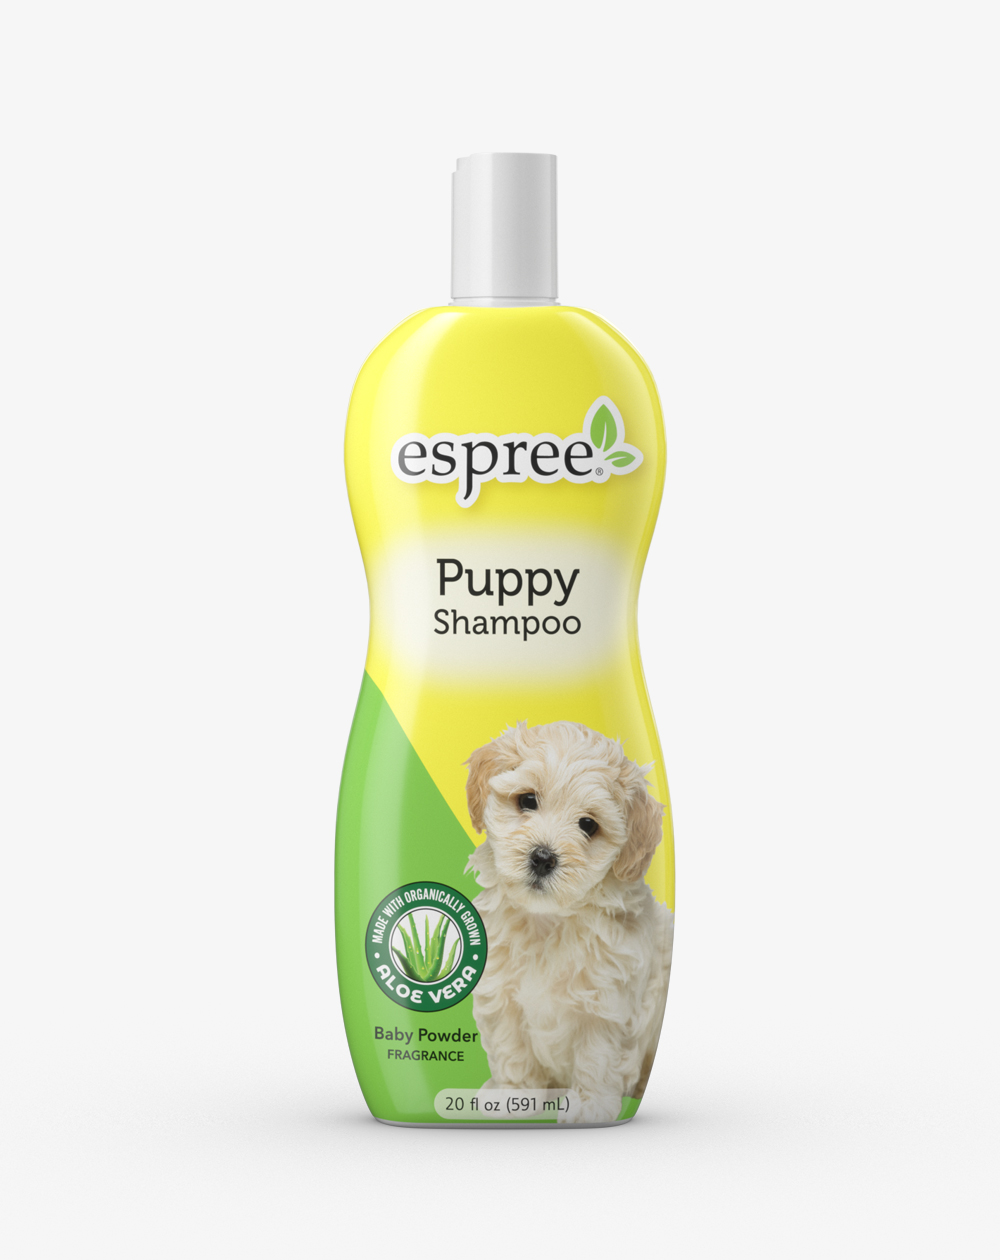 espree®
Puppy
Shampoo
MADE WITH ORGANICALLY GROWN
• ALOE VERA •
Baby Powder
FRAGRANCE
20 fl oz (591 mL)